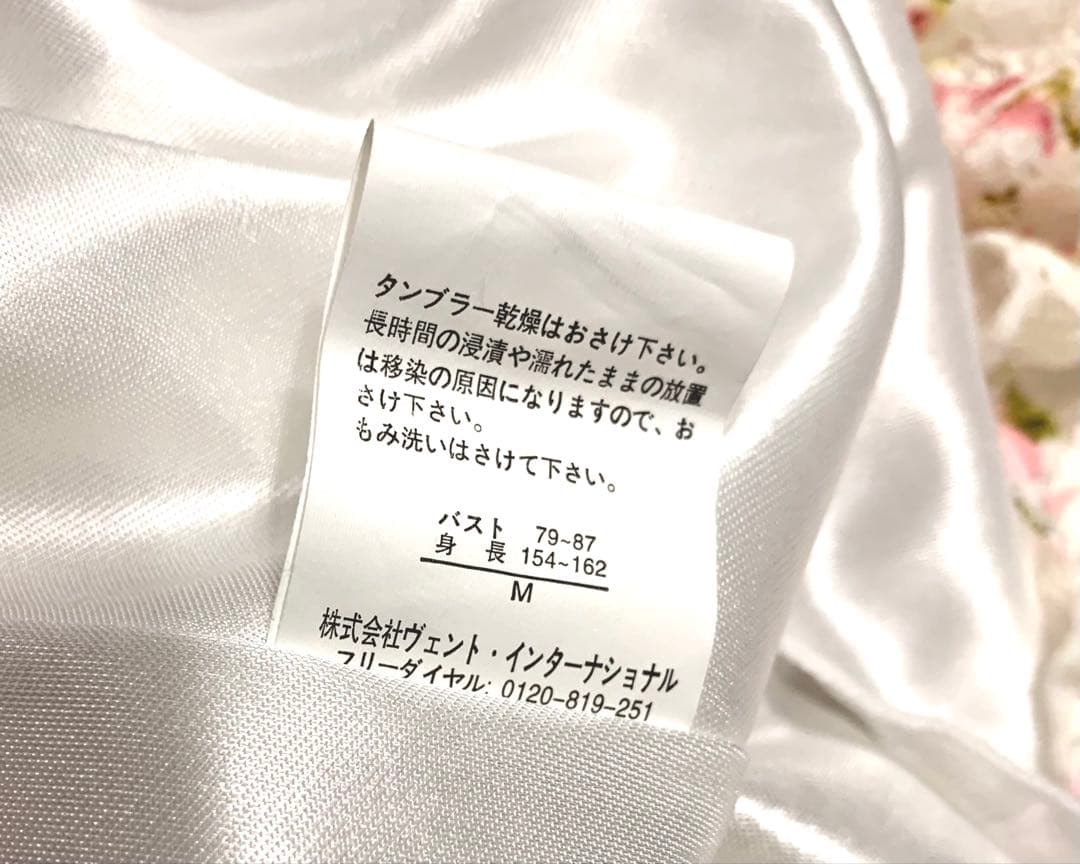 タンブラー乾燥はおさけ下さい。
長時間の浸漬や濡れたままの放置
は移染の原因になりますので、お
さけ下さい。
もみ洗いはさけて下さい。
バスト 79~87
身 長 154~162
M
株式会社ヴェント・インターナショナル
フリーダイヤル: 0120-819-251